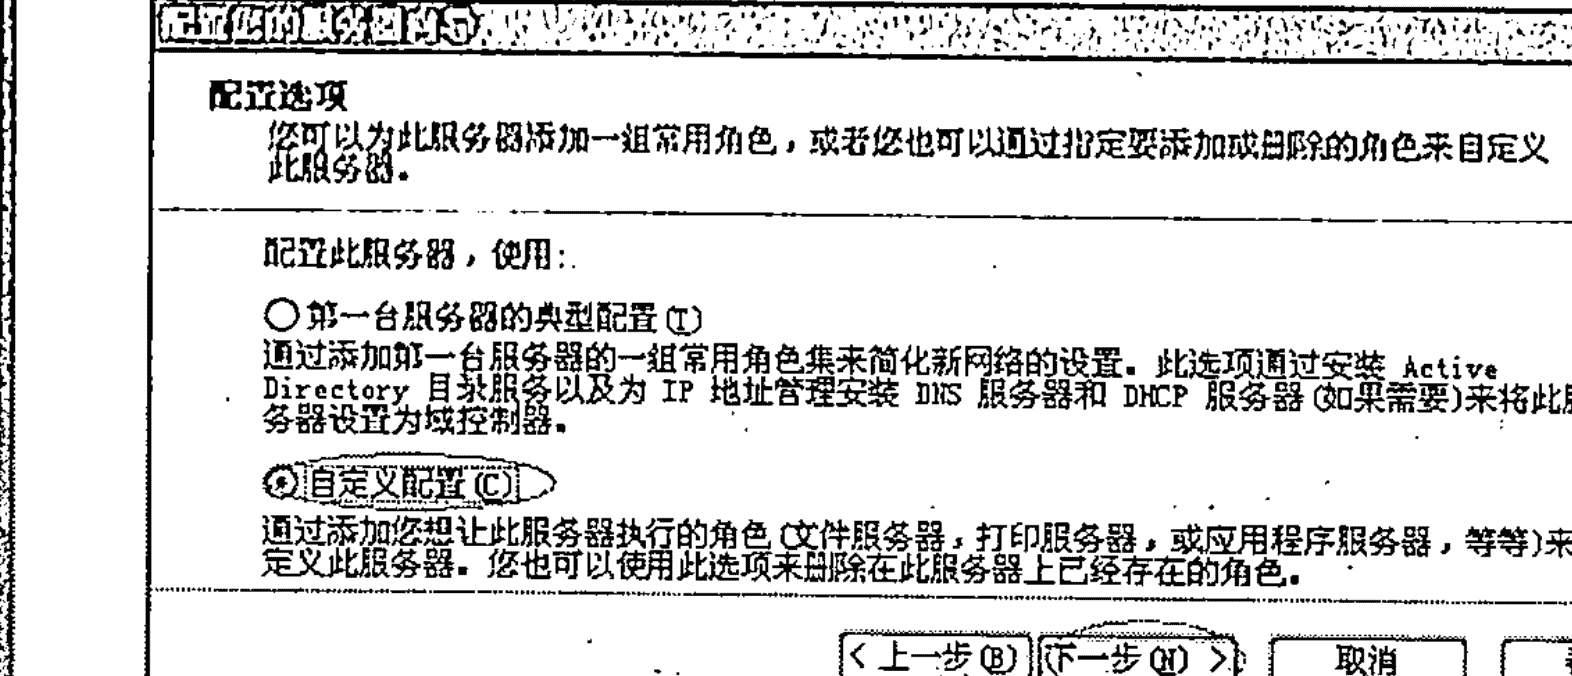 配置您的服务器向导
配置选项
您可以为此服务器添加一组常用角色，或者您也可以通过指定要添加或删除的角色来自定义
此服务器。
配置此服务器，使用：
第一台服务器的典型配置(T)
通过添加第一台服务器的一组常用角色集来简化新网络的设置。此选项通过安装 Active
Directory 目录服务以及为 IP 地址管理安装 DNS 服务器和 DHCP 服务器(如果需要)来将此服
务器设置为域控制器。
自定义配置(C)
通过添加您想让此服务器执行的角色(文件服务器，打印服务器，或应用程序服务器，等等)来
定义此服务器。您也可以使用此选项来删除在此服务器上已经存在的角色。
< 上一步(B)
下一步(N) >
取消